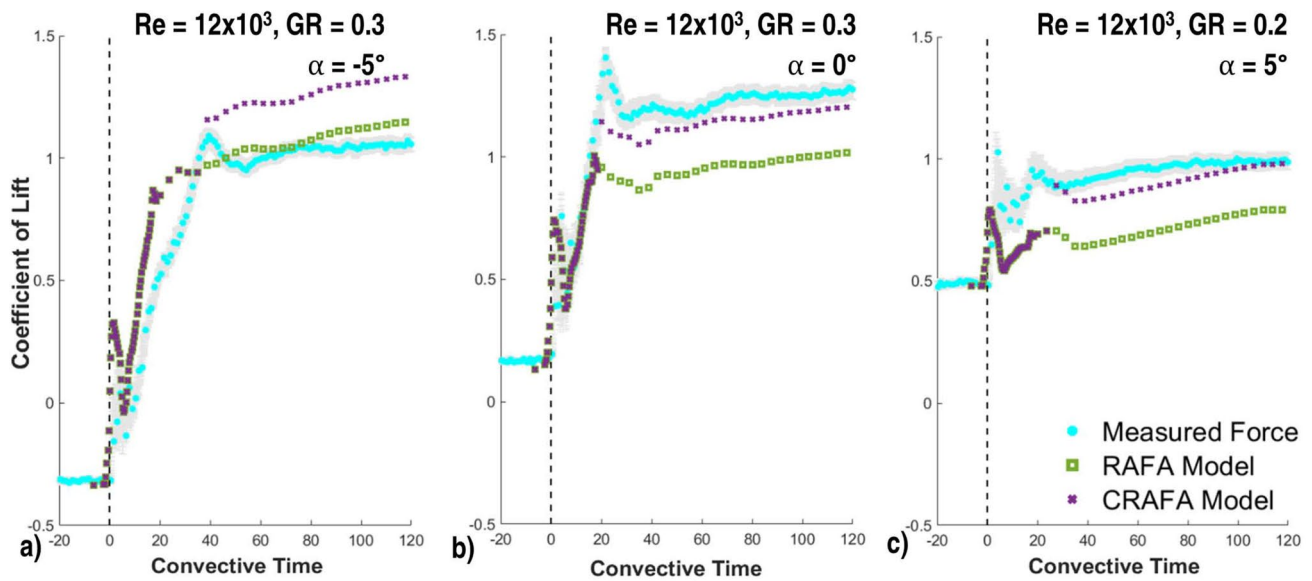 Re = 12x10³, GR = 0.3
α = -5°
Re = 12x10³, GR = 0.3
α = 0°
Re = 12x10³, GR = 0.2
α = 5°
Coefficient of Lift
1.5
1
0.5
0
-0.5
-20 0 20 40 60 80 100 120
a)
Convective Time
1.5
1
0.5
0
-0.5
-20 0 20 40 60 80 100 120
b)
Convective Time
1.5
1
0.5
0
-0.5
-20 0 20 40 60 80 100 120
c)
Convective Time
Measured Force
RAFA Model
CRAFA Model